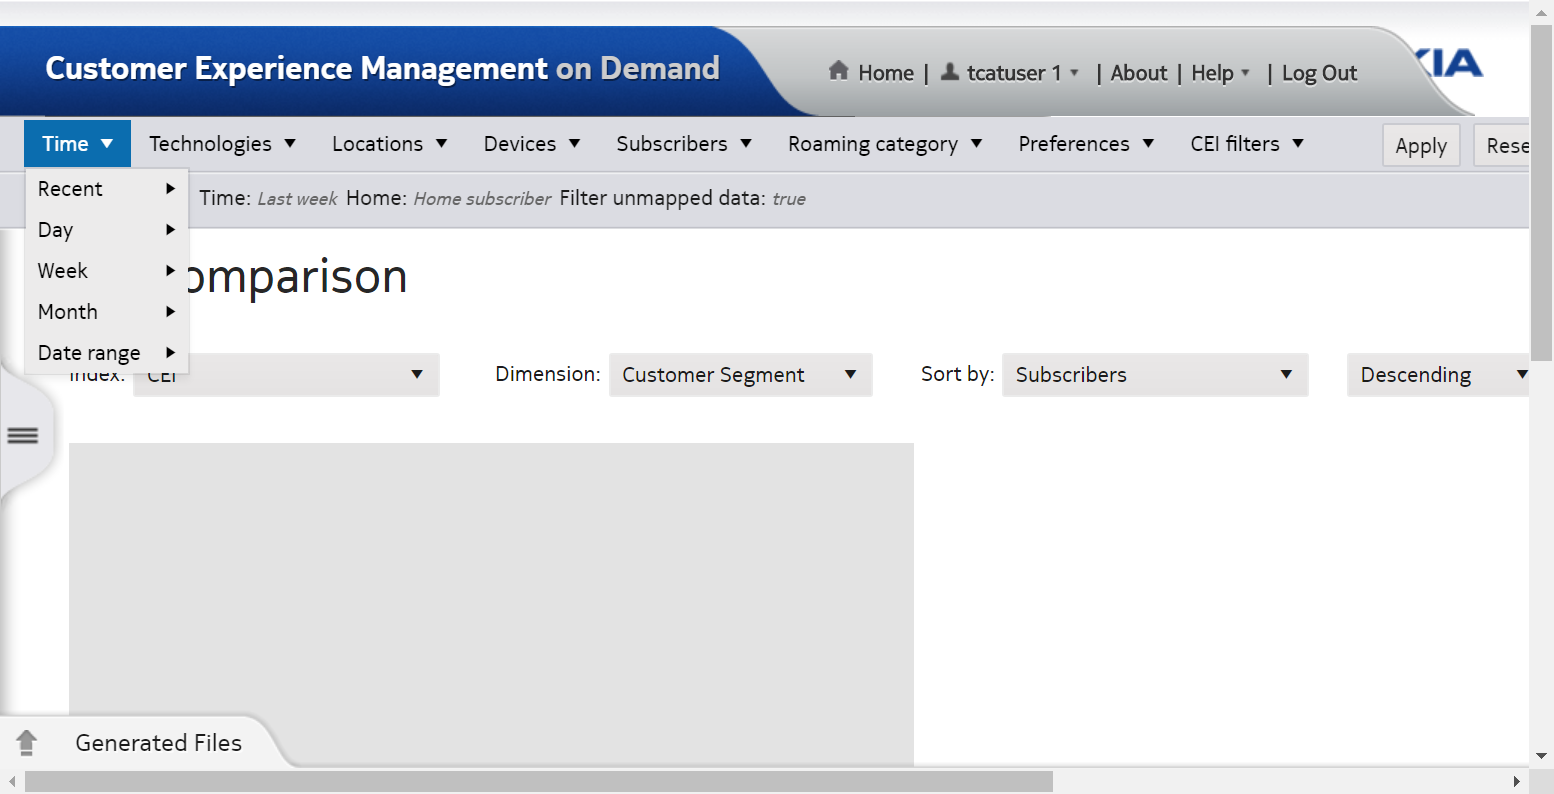 Customer Experience Management on Demand
Home | tcatuser 1 | About | Help | Log Out
Time Technologies Locations Devices Subscribers Roaming category Preferences CEI filters Apply
Recent
Time: Last week Home: Home subscriber Filter unmapped data: true
Day
Week
omparison
Month
Date range
Index: CEI Dimension: Customer Segment Sort by: Subscribers Descending
Generated Files